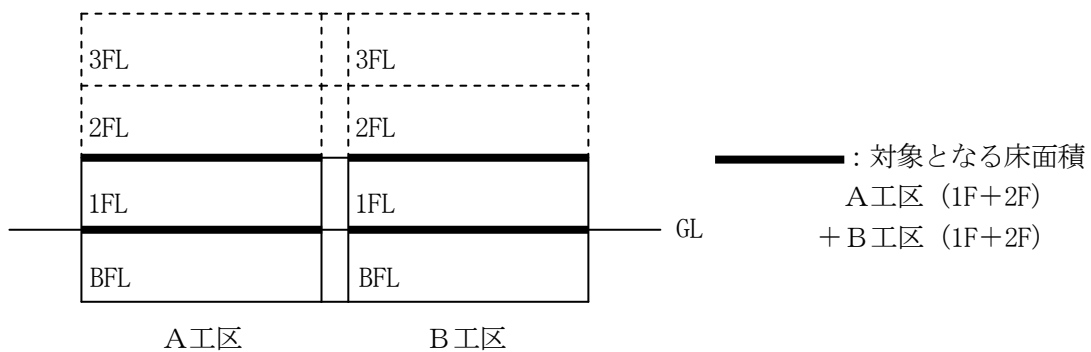 3FL 3FL
2FL 2FL
:対象となる床面積
1FL 1FL
A工区 (1F+2F)
GL
+B工区 (1F+2F)
BFL BFL
A工区 B工区